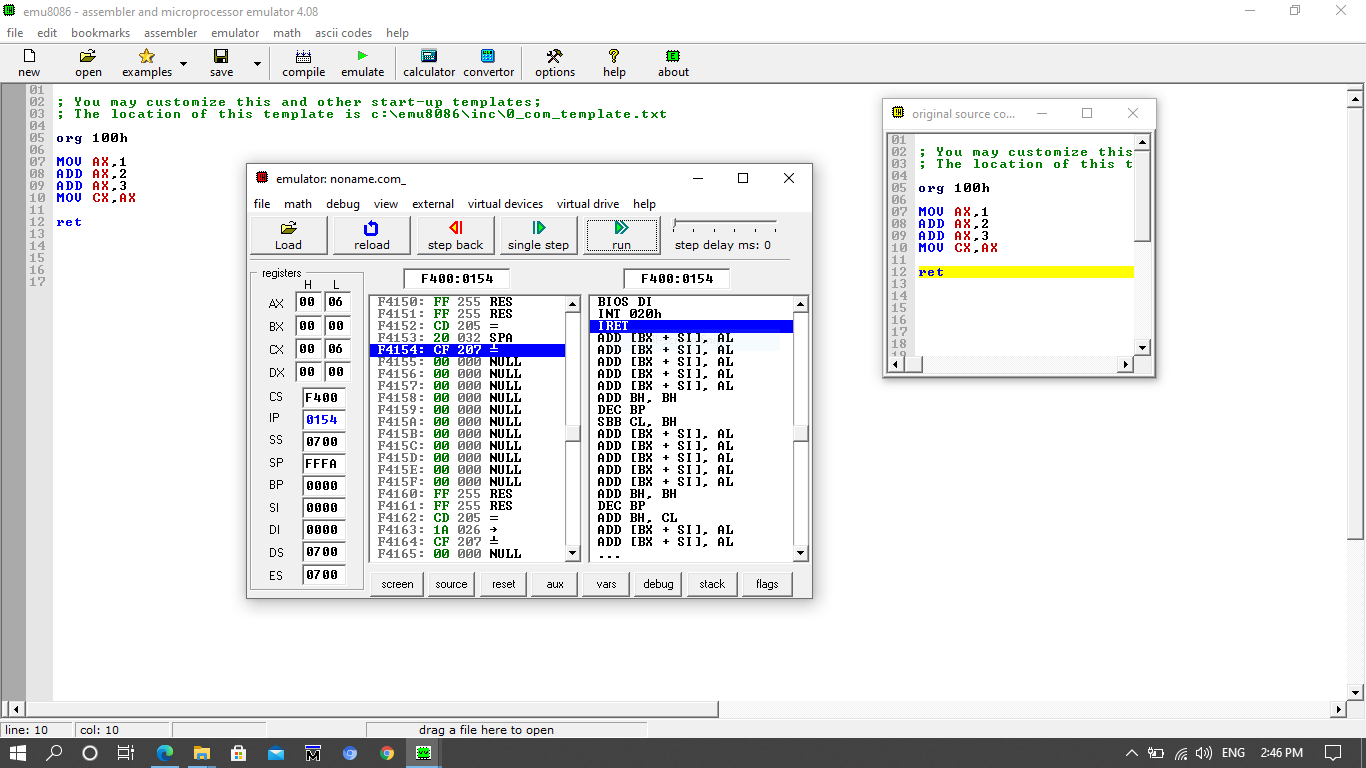 emu8086 - assembler and microprocessor emulator 4.08
file edit bookmarks assembler emulator math ascii codes help
new open examples save compile emulate calculator convertor options help about
01
02 ; You may customize this and other start-up templates;
03 ; The location of this template is c:\emu8086\inc\0_com_template.txt
04
05 org 100h
06
07 MOV AX,1
08 ADD AX,2
09 ADD AX,3
10 MOV CX,AX
11
12 ret
13
14
15
16
17
emulator: noname.com_
file math debug view external virtual devices virtual drive help
Load reload step back single step run step delay ms: 0
registers
H L
AX 00 06
BX 00 00
CX 00 06
DX 00 00
CS F400
IP 0154
SS 0700
SP FFFA
BP 0000
SI 0000
DI 0000
DS 0700
ES 0700
F400:0154
F4150: FF 255 RES
F4151: FF 255 RES
F4152: CD 205 =
F4153: 20 032 SPA
F4154: CF 207 ╧
F4155: 00 000 NULL
F4156: 00 000 NULL
F4157: 00 000 NULL
F4158: 00 000 NULL
F4159: 00 000 NULL
F415A: 00 000 NULL
F415B: 00 000 NULL
F415C: 00 000 NULL
F415D: 00 000 NULL
F415E: 00 000 NULL
F415F: 00 000 NULL
F4160: FF 255 RES
F4161: FF 255 RES
F4162: CD 205 =
F4163: 1A 026 →
F4164: CF 207 ╧
F4165: 00 000 NULL
F400:0154
BIOS DI
INT 020h
IRET
ADD [BX + SI], AL
ADD [BX + SI], AL
ADD [BX + SI], AL
ADD [BX + SI], AL
ADD [BX + SI], AL
ADD BH, BH
DEC BP
SBB CL, BH
ADD [BX + SI], AL
ADD [BX + SI], AL
ADD [BX + SI], AL
ADD [BX + SI], AL
ADD [BX + SI], AL
ADD BH, BH
DEC BP
ADD BH, CL
ADD [BX + SI], AL
ADD [BX + SI], AL
...
screen source reset aux vars debug stack flags
original source co...
01
02 ; You may customize this
03 ; The location of this t
04
05 org 100h
06
07 MOV AX,1
08 ADD AX,2
09 ADD AX,3
10 MOV CX,AX
11
12 ret
13
14
15
16
17
18
19
line: 10 col: 10 drag a file here to open
ENG 2:46 PM